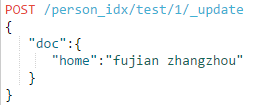 POST /person_idx/test/1/_update
{
"doc":{
"home":"fujian zhangzhou"
}
}